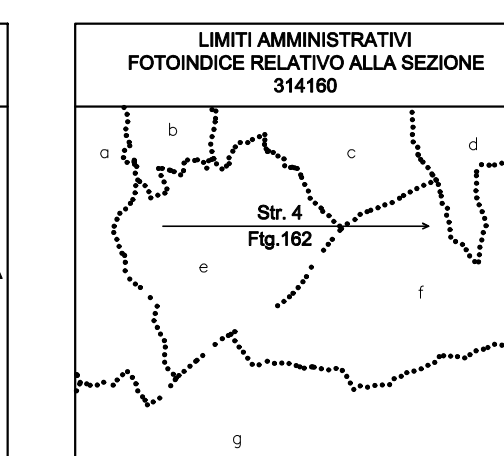 LIMITI AMMINISTRATIVI
FOTOINDICE RELATIVO ALLA SEZIONE
314160
b
a
c
d
Str. 4
Ftg.162
e
f
g